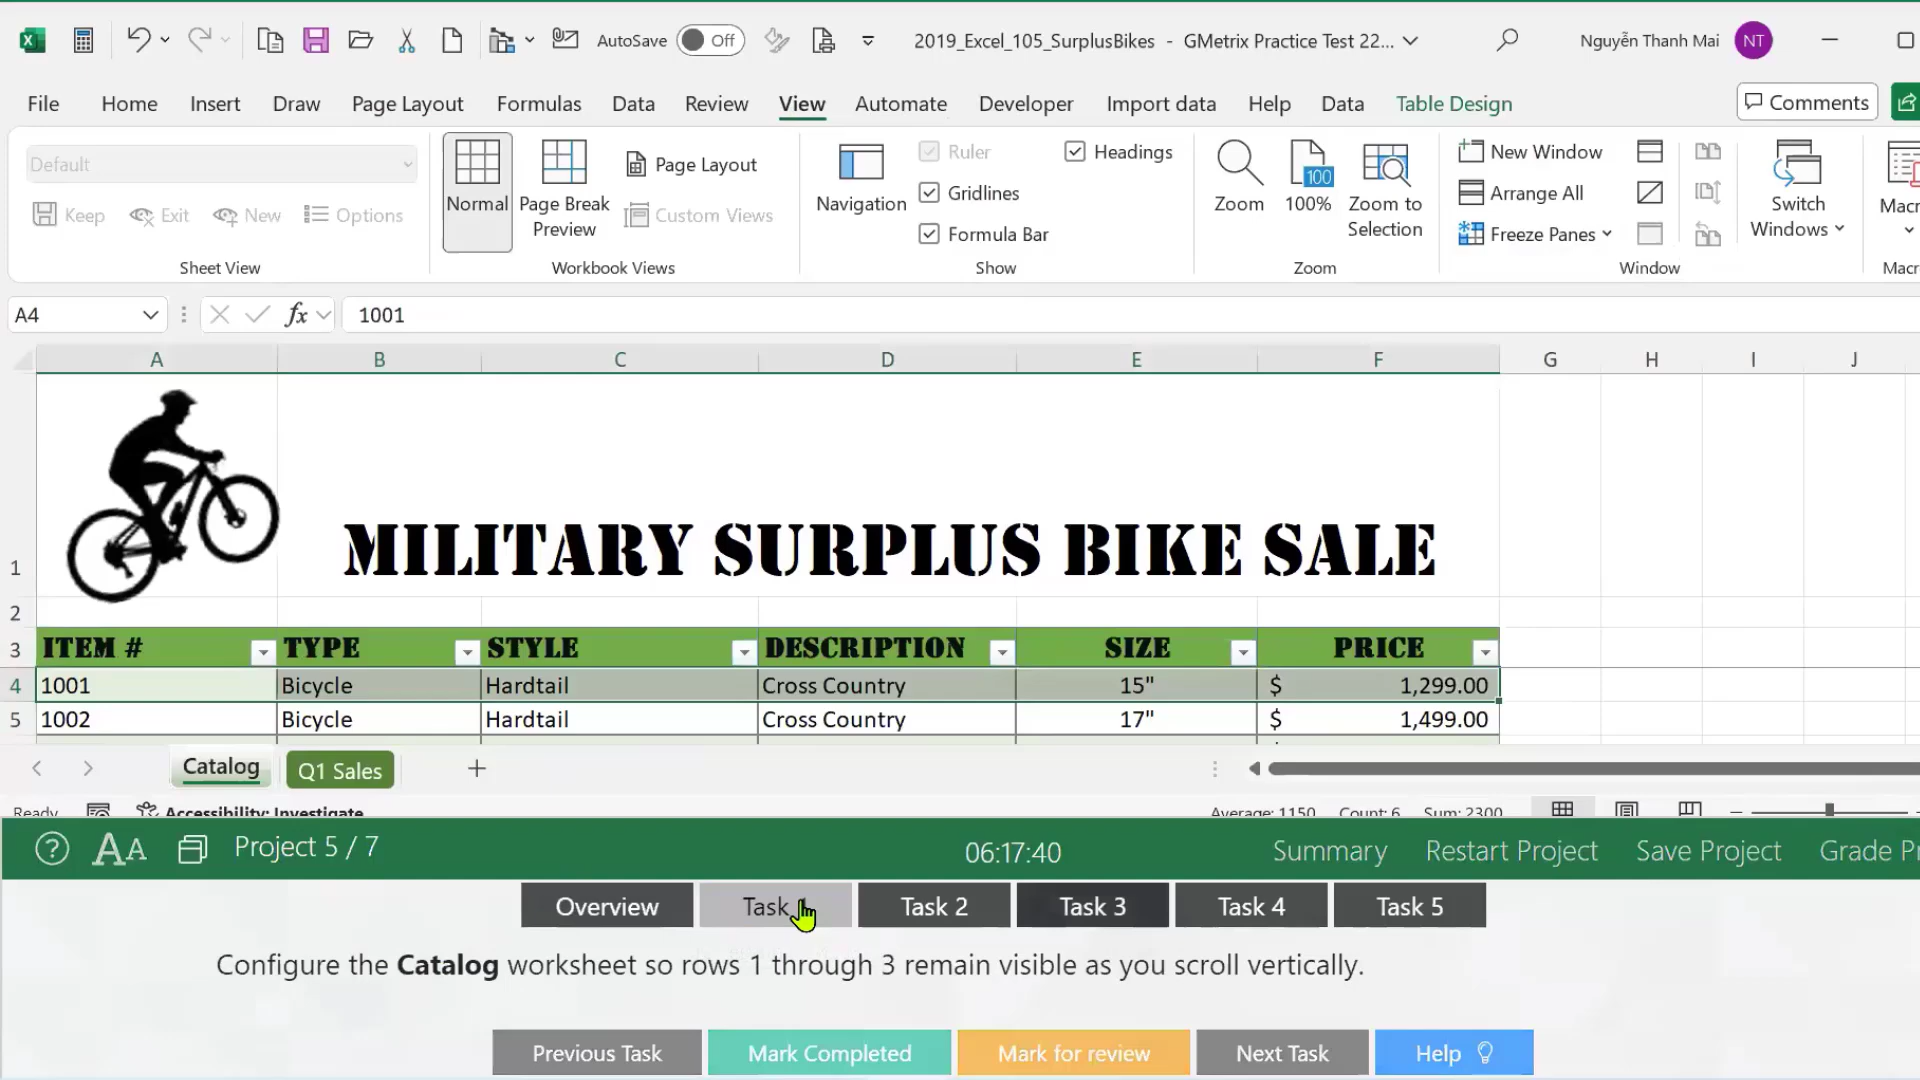 AutoSave Off 2019_Excel_105_SurplusBikes - GMetrix Practice Test 22... Nguyễn Thanh Mai NT
File Home Insert Draw Page Layout Formulas Data Review View Automate Developer Import data Help Data Table Design Comments
Default
Keep Exit New Options
Sheet View
Normal
Page Break Preview
Page Layout
Custom Views
Workbook Views
Navigation
Ruler
Gridlines
Formula Bar
Headings
Show
Zoom
100
100%
Zoom to Selection
Zoom
New Window
Arrange All
Freeze Panes
Window
Switch Windows
A4 fx 1001
A B C D E F G H I J
1 MILITARY SURPLUS BIKE SALE
2
3 ITEM # TYPE STYLE DESCRIPTION SIZE PRICE
4 1001 Bicycle Hardtail Cross Country 15" $ 1,299.00
5 1002 Bicycle Hardtail Cross Country 17" $ 1,499.00
Catalog Q1 Sales
Ready Accessibility: Investigate Average: 1150 Count: 6 Sum: 2300
? AA Project 5 / 7 06:17:40 Summary Restart Project Save Project Grade
Overview Task Task 2 Task 3 Task 4 Task 5
Configure the Catalog worksheet so rows 1 through 3 remain visible as you scroll vertically.
Previous Task Mark Completed Mark for review Next Task Help